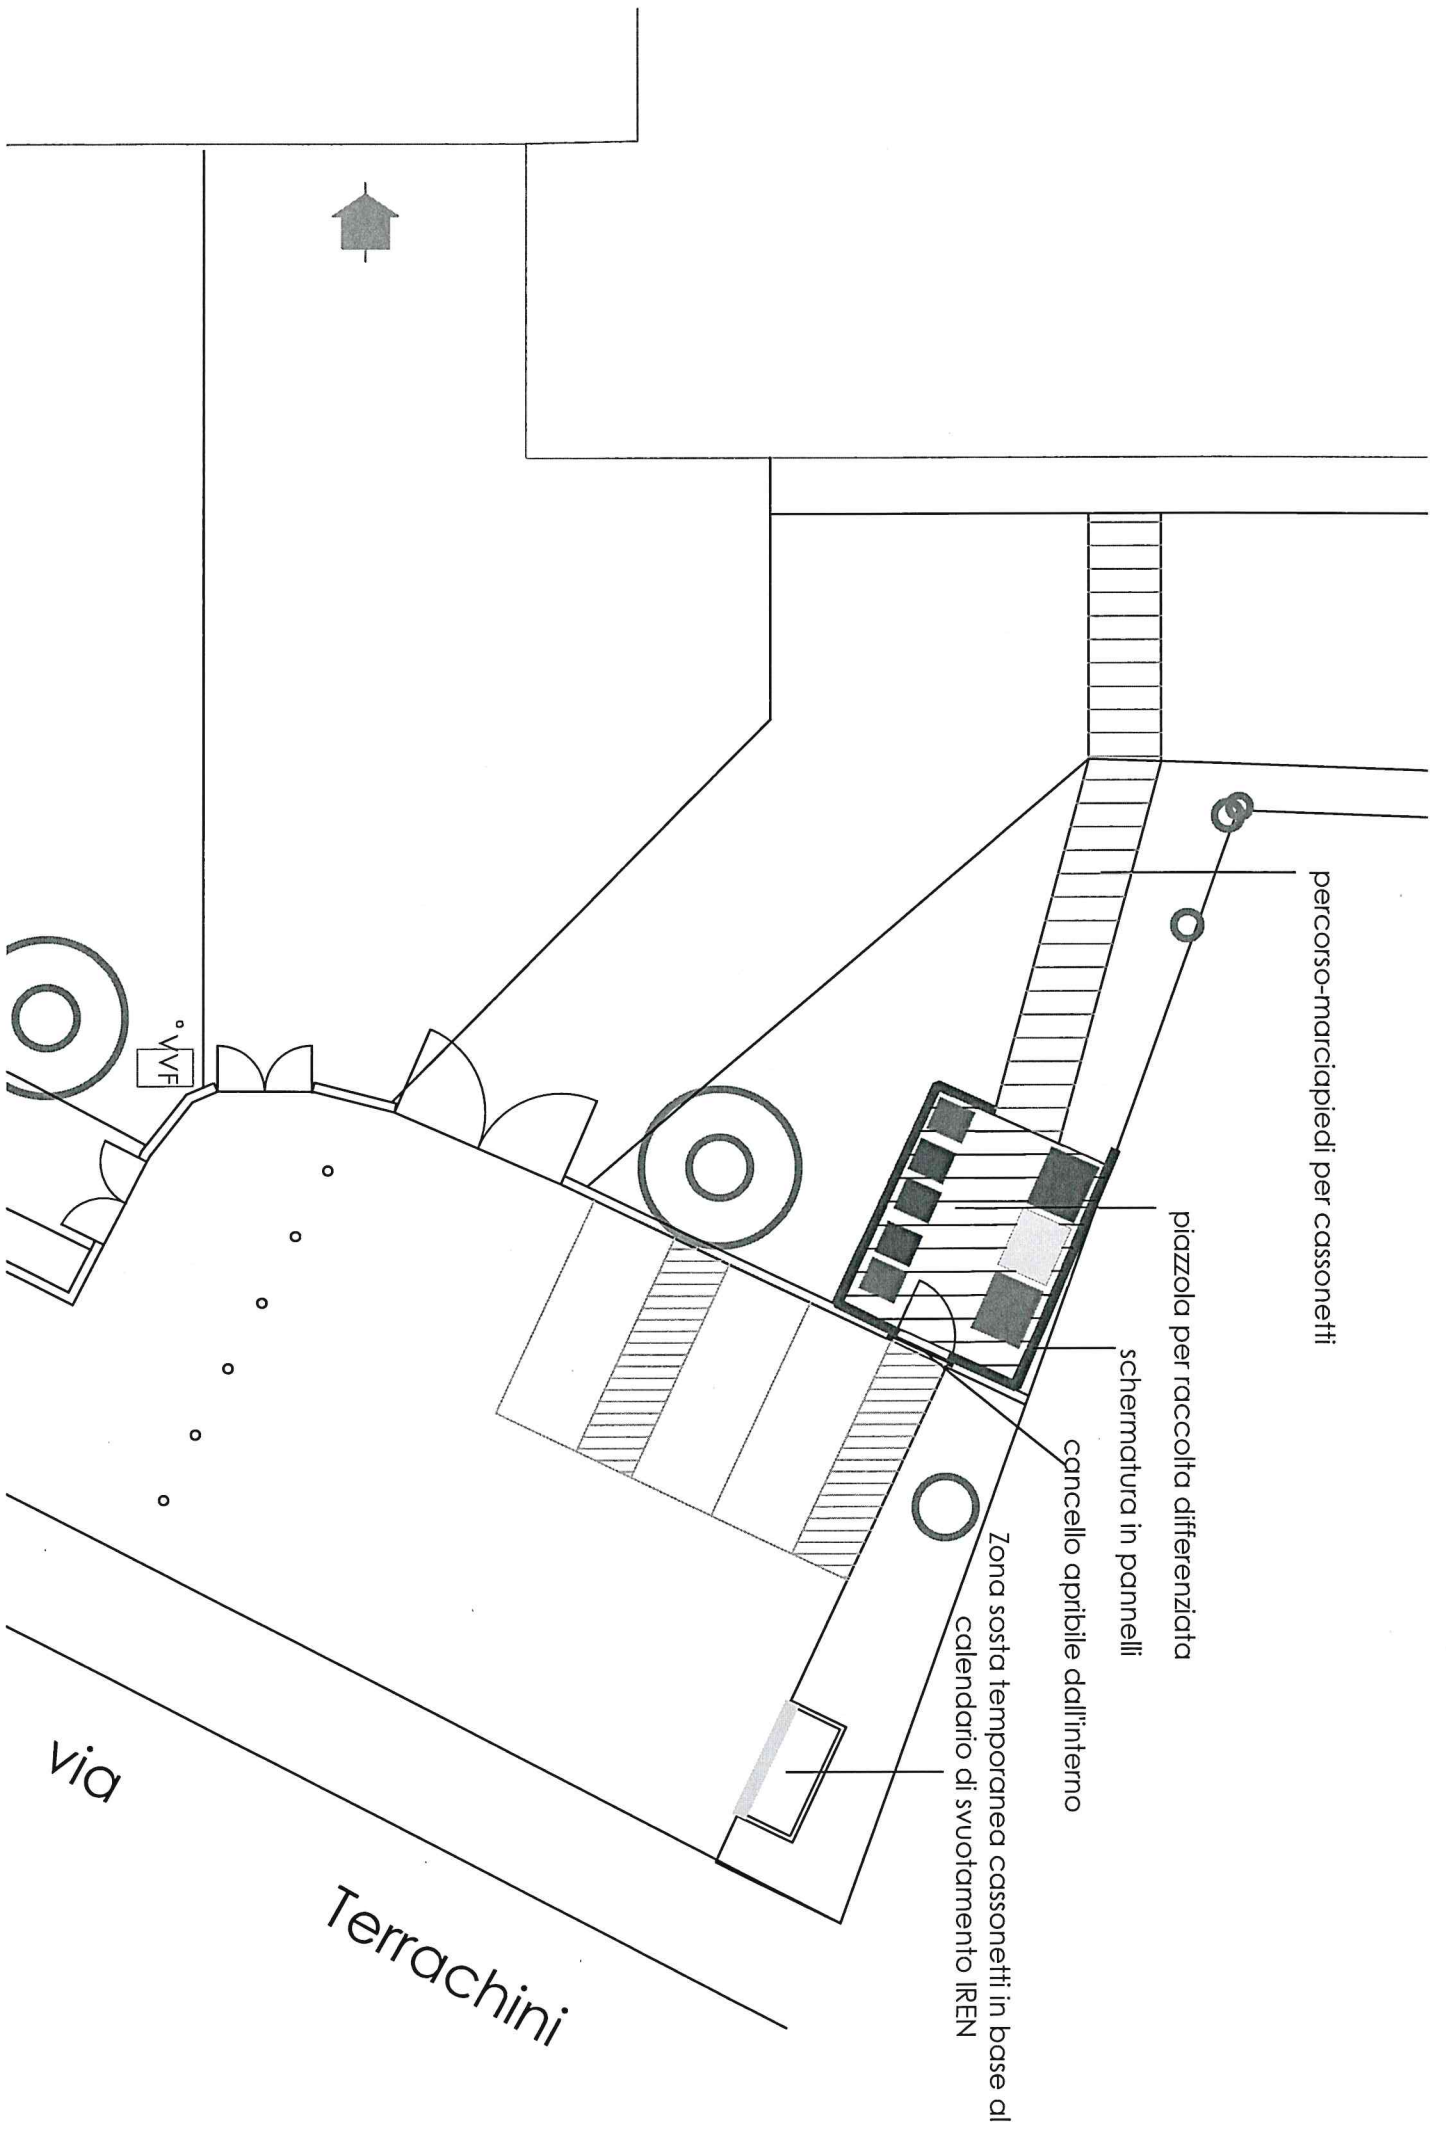 percorso-marciapiedi per cassonetti
piazzola per raccolta differenziata
schermatura in pannelli
cancello apribile dall'interno
Zona sosta temporanea cassonetti in base al
calendario di svuotamento IREN
VVF
via
Terrachini